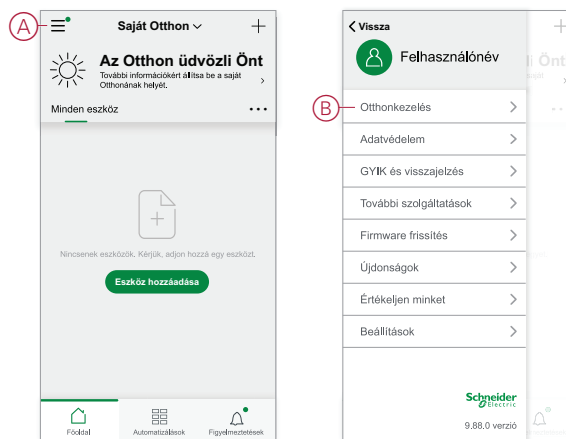 A
Saját Otthon
Az Otthon üdvözli Önt
További információkért állítsa be a saját
Otthonának helyét.
Minden eszköz
Nincsenek eszközök. Kérjük, adjon hozzá egy eszközt.
Eszköz hozzáadása
Főoldal
Automatizálások
Figyelmeztetések
Vissza
Felhasználónév
i Önt
B
Otthonkezelés
Adatvédelem
GYIK és visszajelzés
További szolgáltatások
Firmware frissítés
Újdonságok
Értékeljen minket
Beállítások
Schneider
Electric
9.88.0 verzió